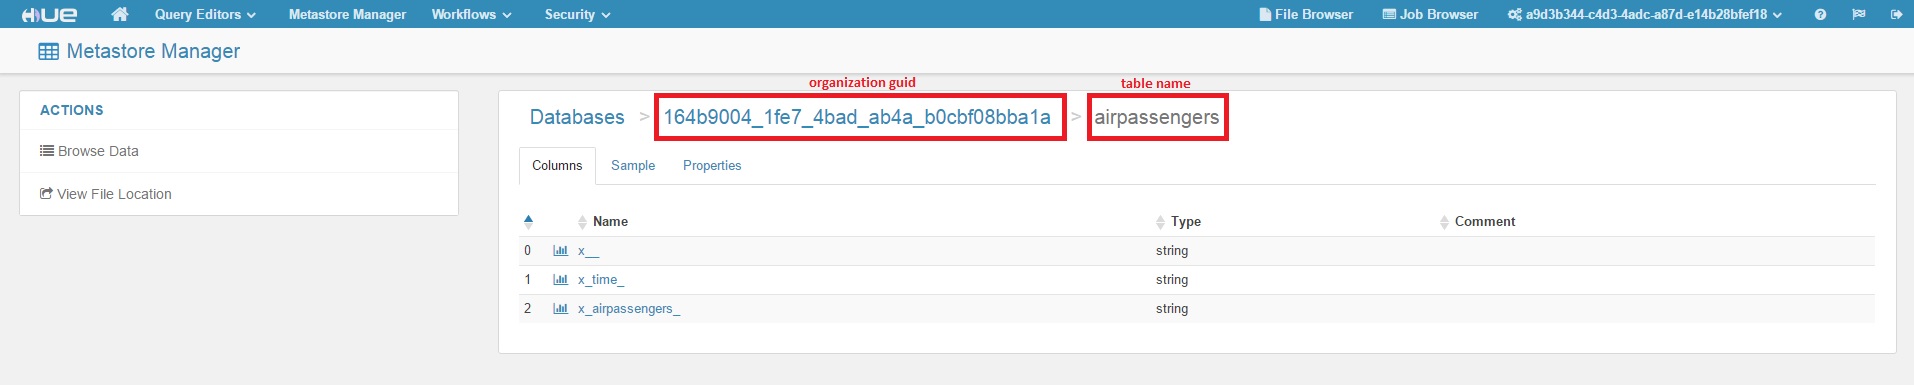 HUE Query Editors Metastore Manager Workflows Security File Browser Job Browser a9d3b344-c4d3-4adc-a87d-e14b28bfef18
Metastore Manager
organization guid table name
ACTIONS
Databases > 164b9004_1fe7_4bad_ab4a_b0cbf08bba1a > airpassengers
Browse Data
Columns Sample Properties
View File Location
Name Type Comment
0 x__ string
1 x_time_ string
2 x_airpassengers_ string